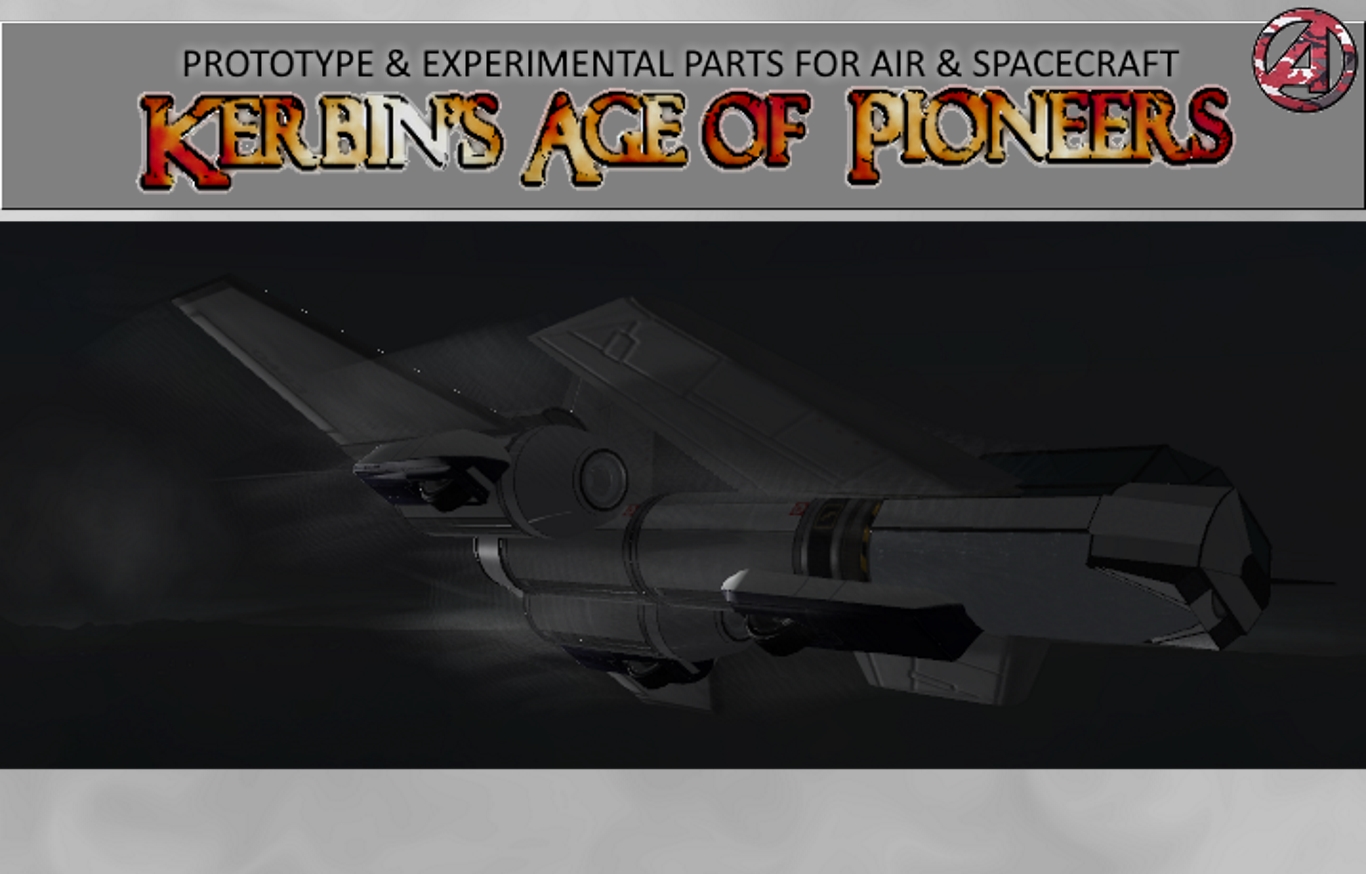 PROTOTYPE & EXPERIMENTAL PARTS FOR AIR & SPACECRAFT
KERBIN'S AGE OF PIONEERS